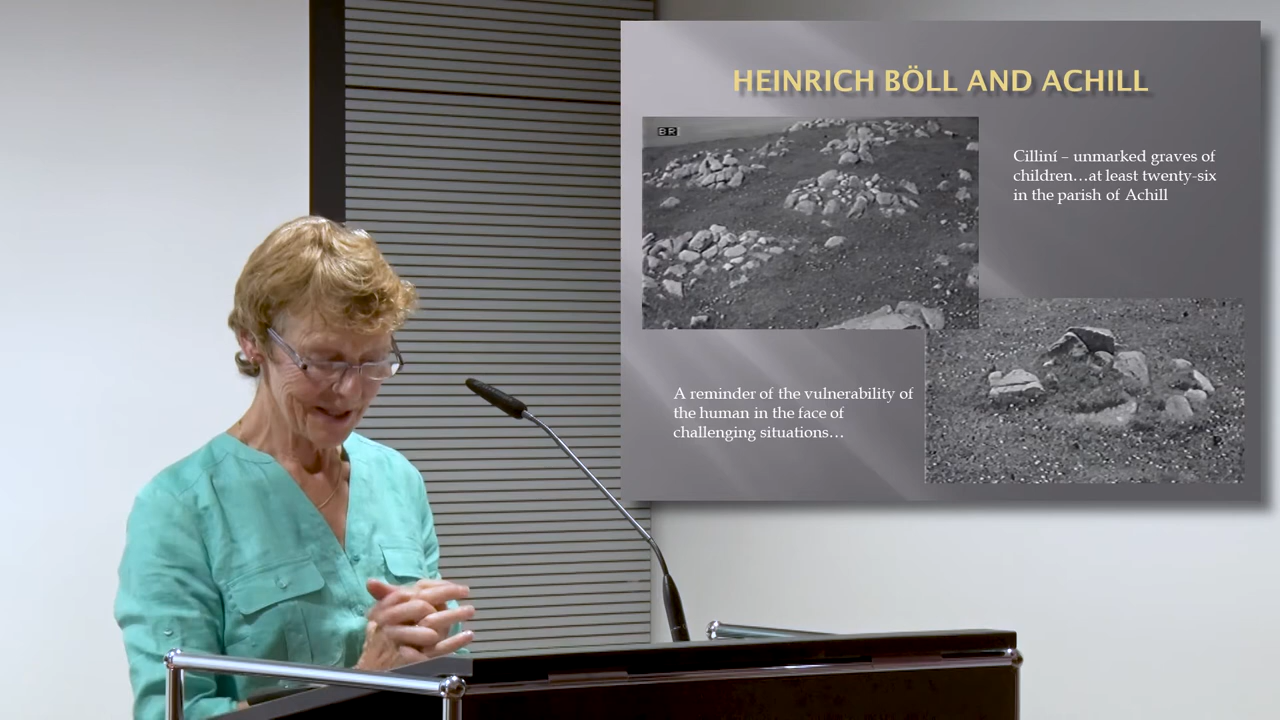 HEINRICH BÖLL AND ACHILL
BR
Cilliní – unmarked graves of
children…at least twenty-six
in the parish of Achill
A reminder of the vulnerability of
the human in the face of
challenging situations…